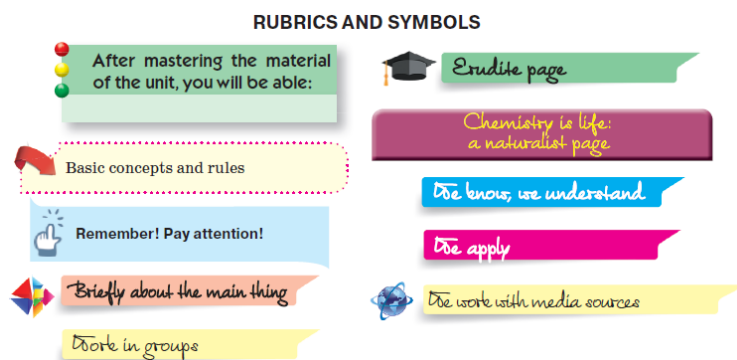 RUBRICS AND SYMBOLS
After mastering the material
of the unit, you will be able:
Basic concepts and rules
Remember! Pay attention!
Briefly about the main thing
Work in groups
Erudite page
Chemistry is life:
a naturalist page
We know, we understand
We apply
We work with media sources